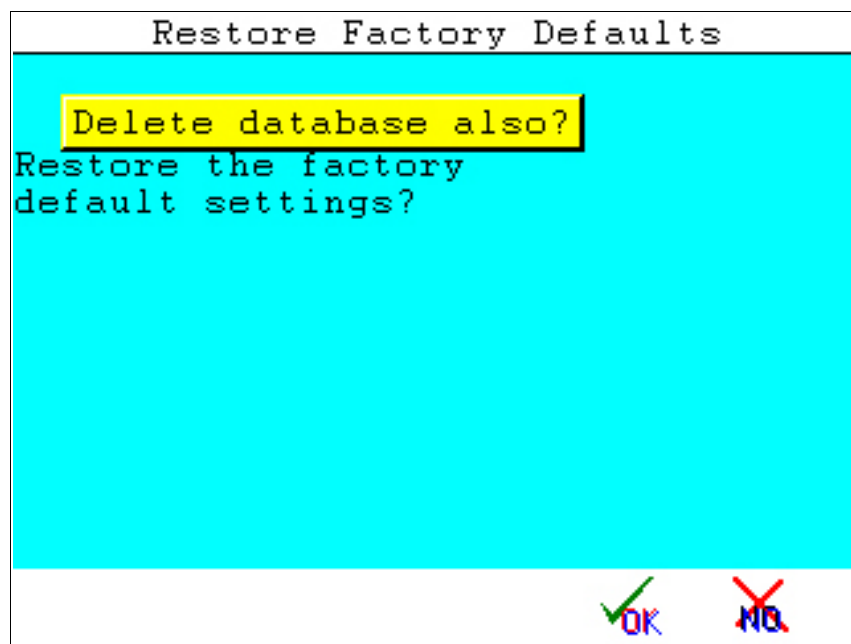 Restore Factory Defaults
Delete database also?
Restore the factory
default settings?
OK NO